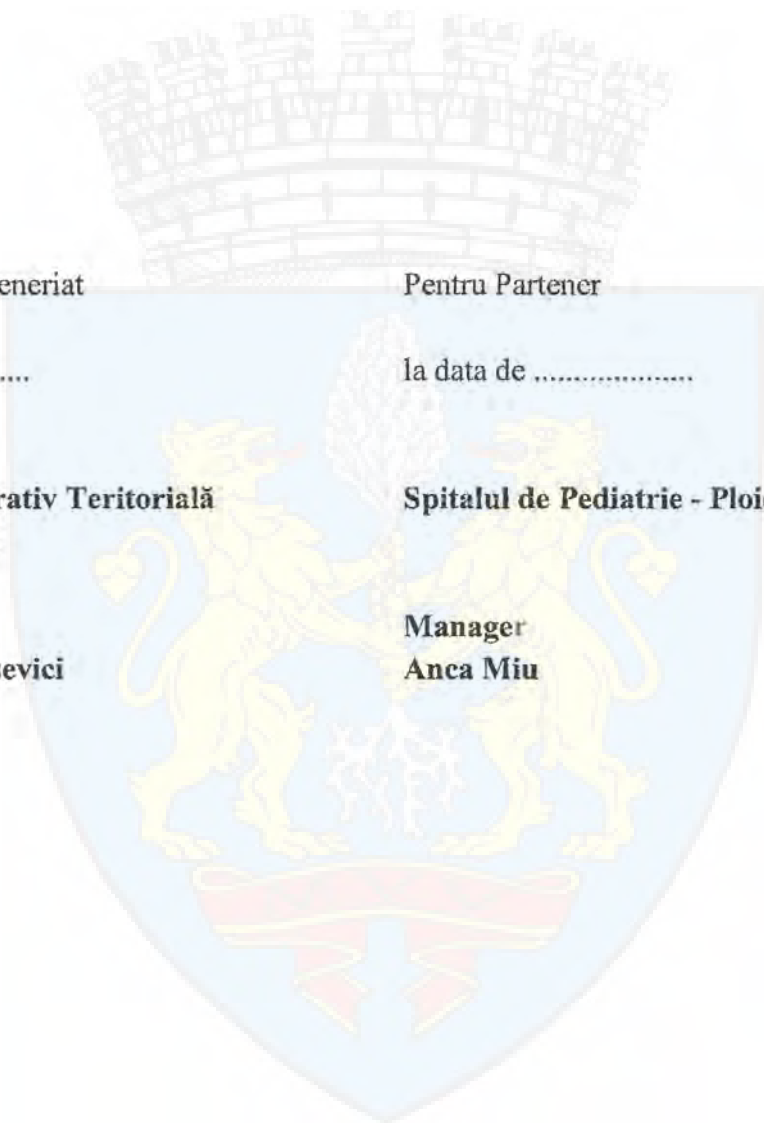 eneriat Pentru Partener
..... la data de .....................
rativ Teritorială Spitalul de Pediatrie - Ploi
Manager
evici Anca Miu